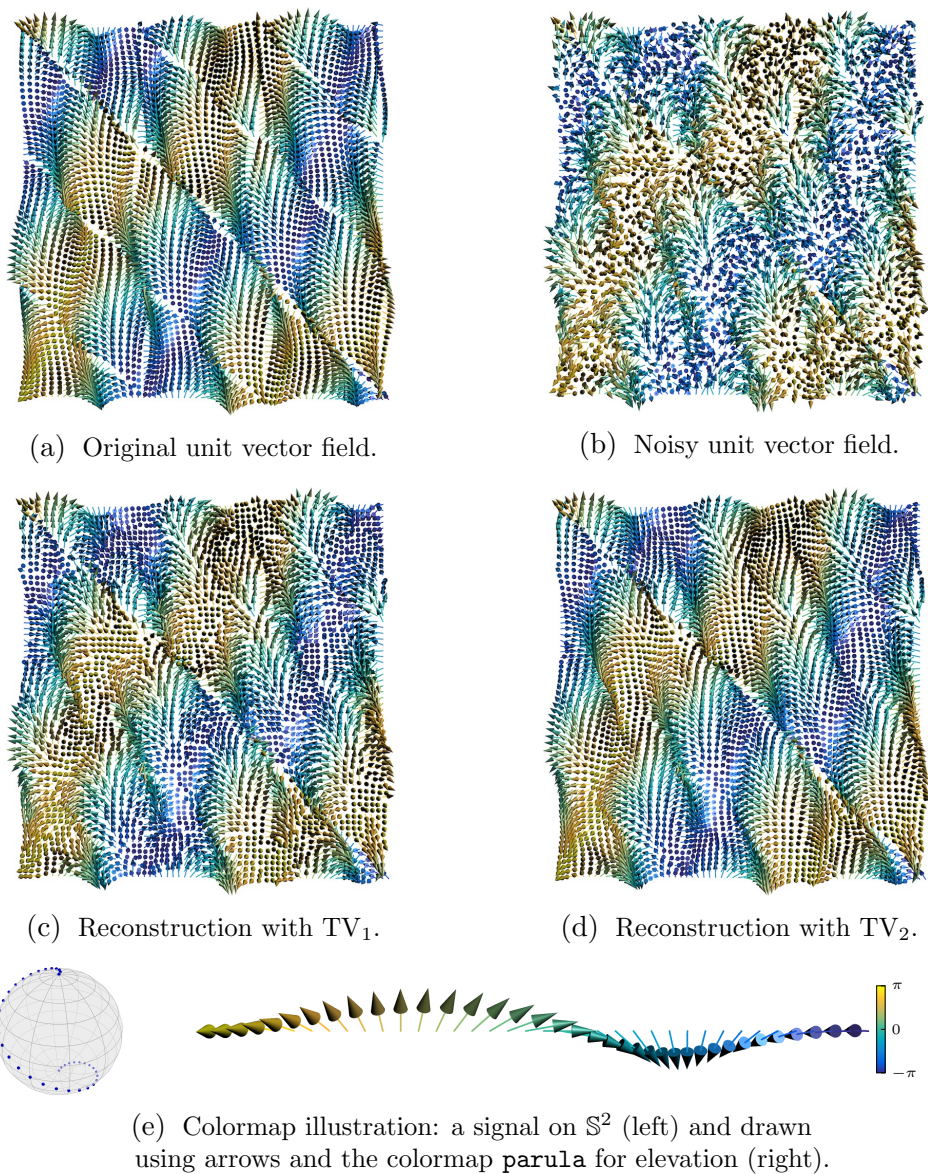 (a) Original unit vector field.
(b) Noisy unit vector field.
(c) Reconstruction with TV₁.
(d) Reconstruction with TV₂.
π
0
−π
(e) Colormap illustration: a signal on 𝕊² (left) and drawn
using arrows and the colormap parula for elevation (right).